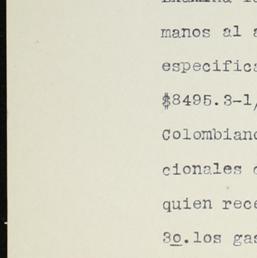 manos al a
especifica
$8495.3-1/
Colombiano
cionales
quien rece
3o.los gas